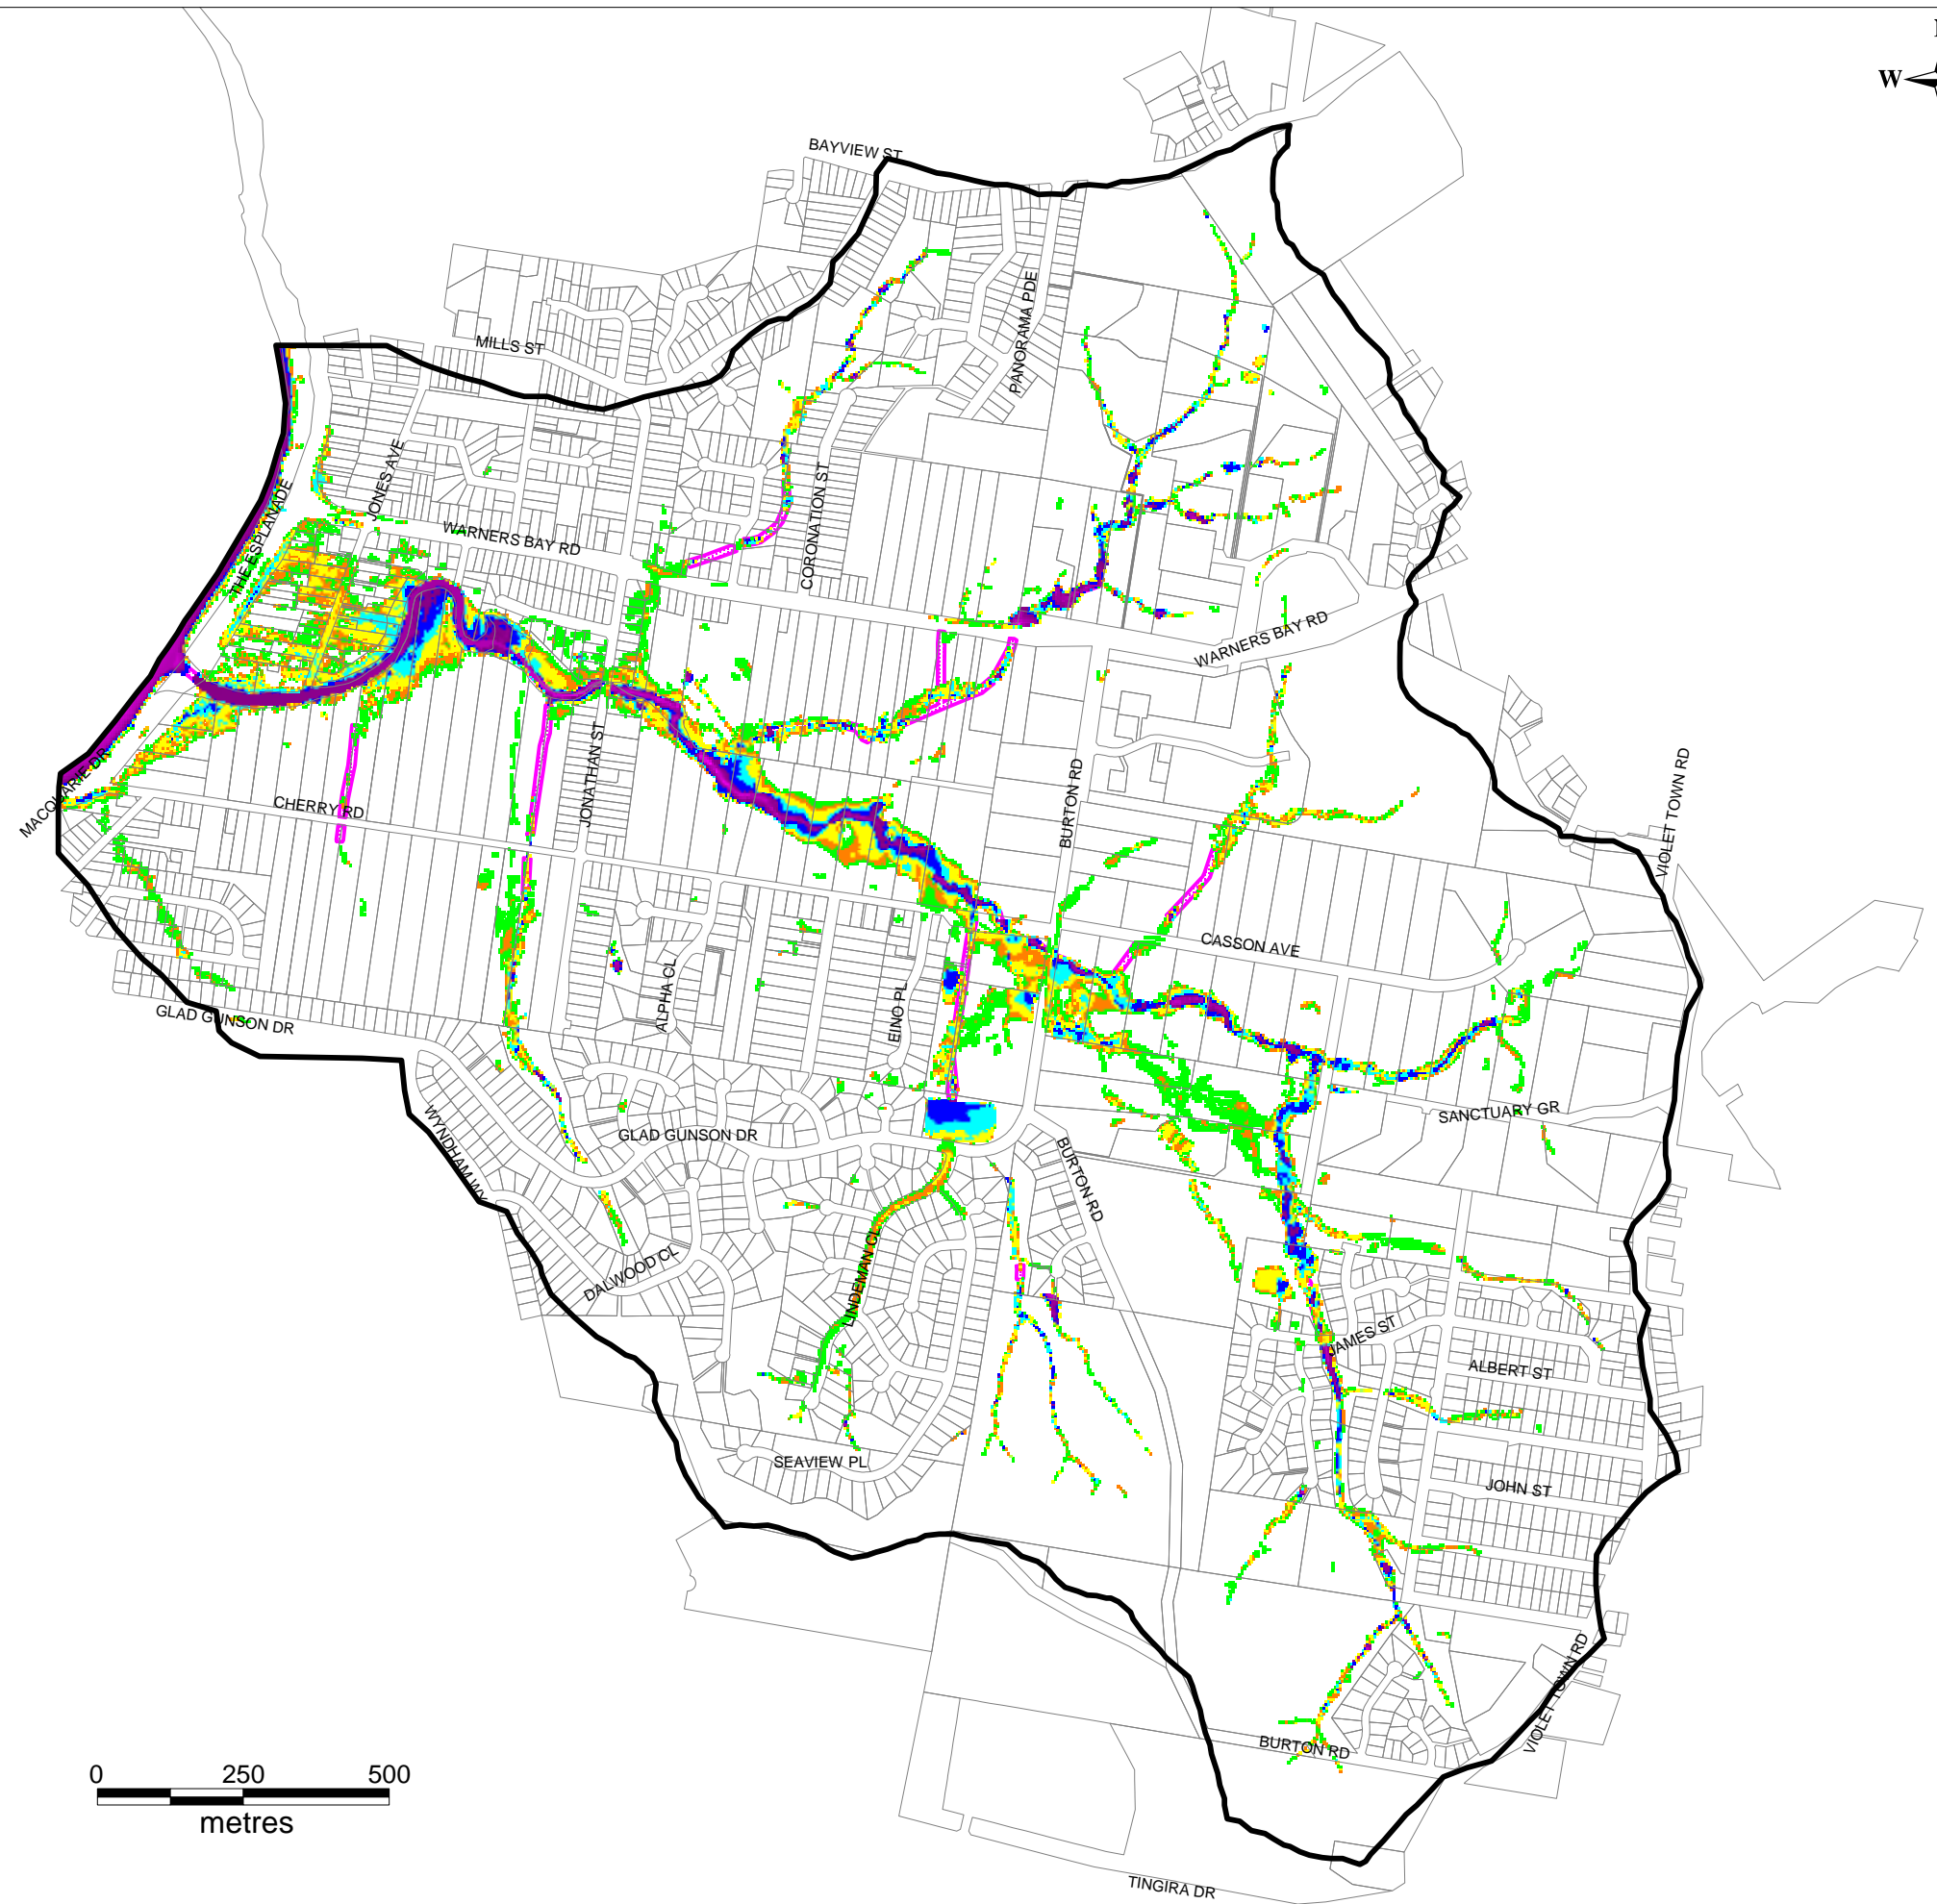 W
BAYVIEW ST
MILLS ST
PANORAMA PDE
JONES AVE
THE ESPLANADE
WARNERS BAY RD
CORONATION ST
WARNERS BAY RD
MACQUARIE DR
CHERRY RD
JONATHAN ST
BURTON RD
VIOLET TOWN RD
CASSON AVE
ALPHA CL
EINO PL
GLAD GUNSON DR
SANCTUARY GR
GLAD GUNSON DR
WYNDHAM WY
BURTON RD
LINDEMAN CL
DALWOOD CL
JAMES ST
ALBERT ST
SEAVIEW PL
JOHN ST
VIOLET TOWN RD
BURTON RD
0 250 500
metres
TINGIRA DR